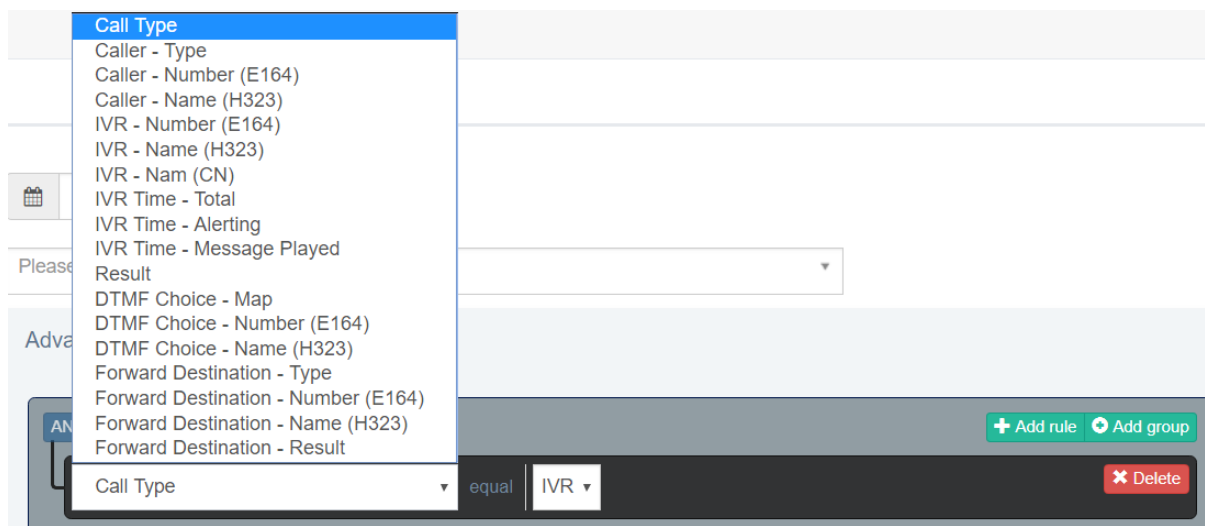 Call Type
Caller - Type
Caller - Number (E164)
Caller - Name (H323)
IVR - Number (E164)
IVR - Name (H323)
IVR - Nam (CN)
IVR Time - Total
IVR Time - Alerting
IVR Time - Message Played
Please
Result
DTMF Choice - Map
DTMF Choice - Number (E164)
Adva
DTMF Choice - Name (H323)
Forward Destination - Type
Forward Destination - Number (E164)
Forward Destination - Name (H323)
AN
Add rule Add group
Forward Destination - Result
Call Type equal IVR Delete